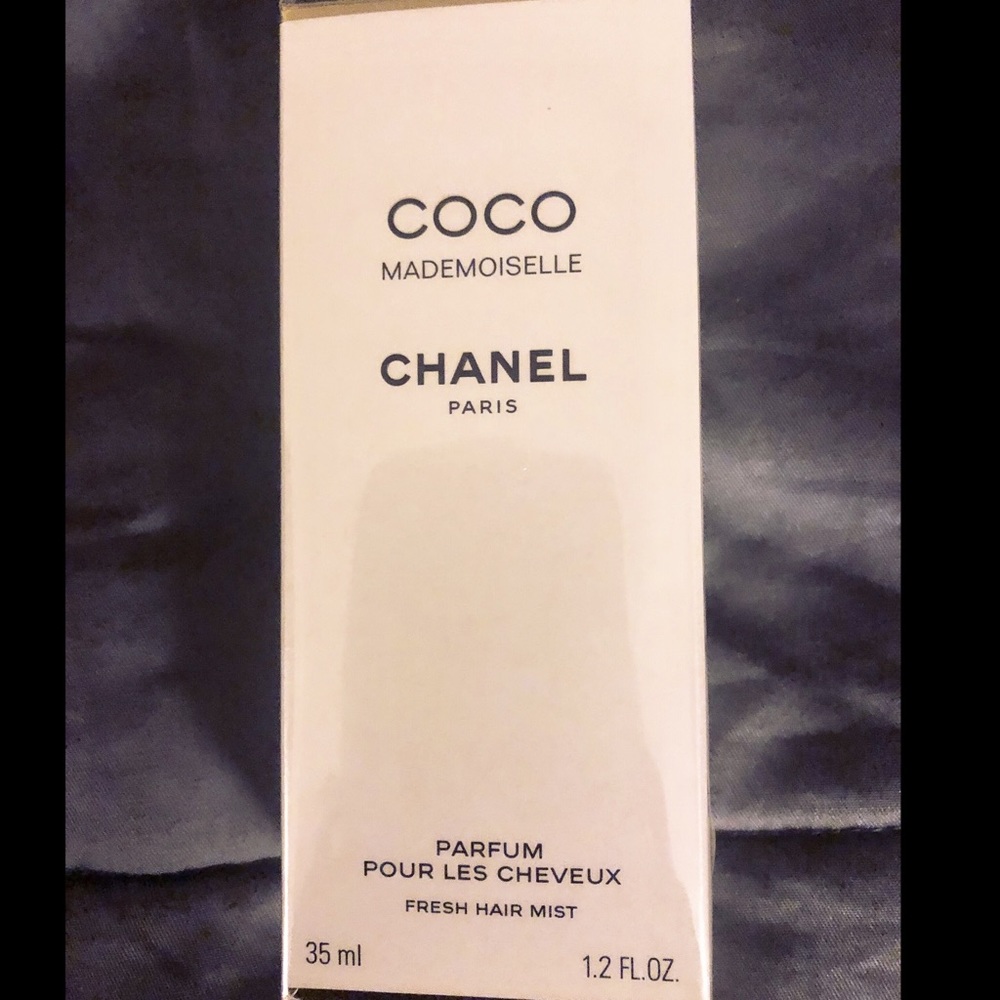 COCO
MADEMOISELLE
CHANEL
PARIS
PARFUM
POUR LES CHEVEUX
FRESH HAIR MIST
35 ml 1.2 FL.OZ.